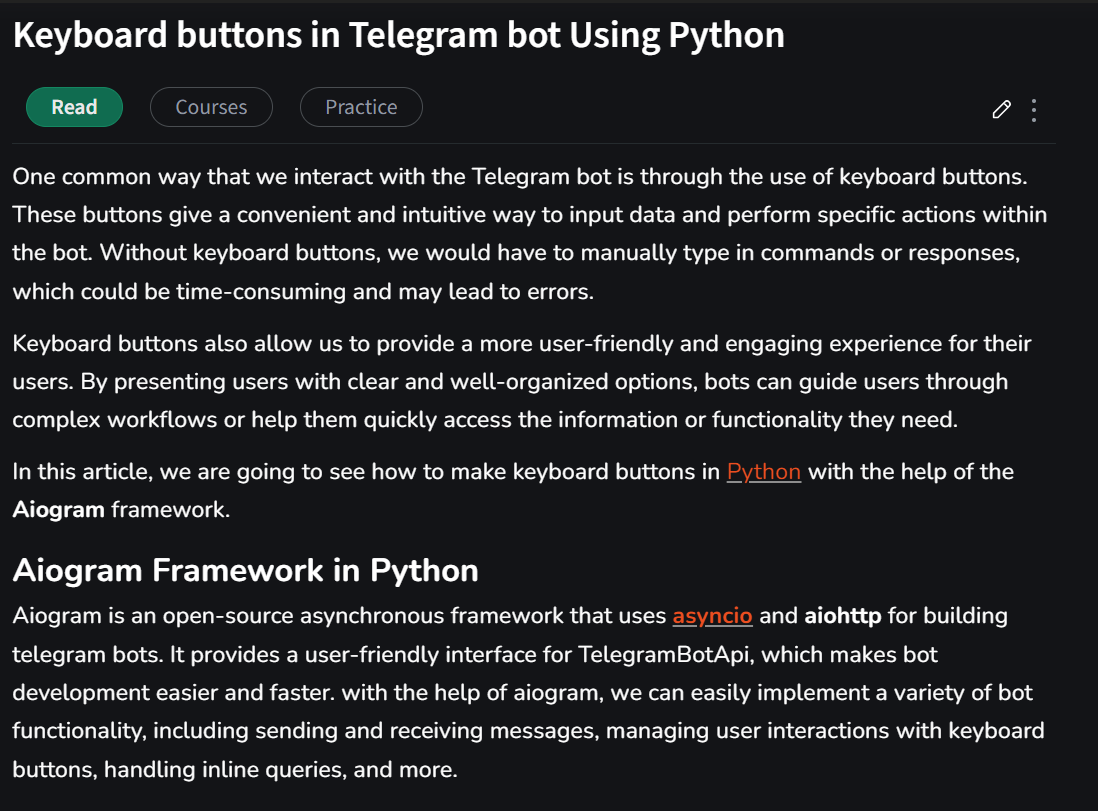 Keyboard buttons in Telegram bot Using Python
Read Courses Practice
One common way that we interact with the Telegram bot is through the use of keyboard buttons.
These buttons give a convenient and intuitive way to input data and perform specific actions within
the bot. Without keyboard buttons, we would have to manually type in commands or responses,
which could be time-consuming and may lead to errors.
Keyboard buttons also allow us to provide a more user-friendly and engaging experience for their
users. By presenting users with clear and well-organized options, bots can guide users through
complex workflows or help them quickly access the information or functionality they need.
In this article, we are going to see how to make keyboard buttons in Python with the help of the
Aiogram framework.
Aiogram Framework in Python
Aiogram is an open-source asynchronous framework that uses asyncio and aiohttp for building
telegram bots. It provides a user-friendly interface for TelegramBotApi, which makes bot
development easier and faster. with the help of aiogram, we can easily implement a variety of bot
functionality, including sending and receiving messages, managing user interactions with keyboard
buttons, handling inline queries, and more.